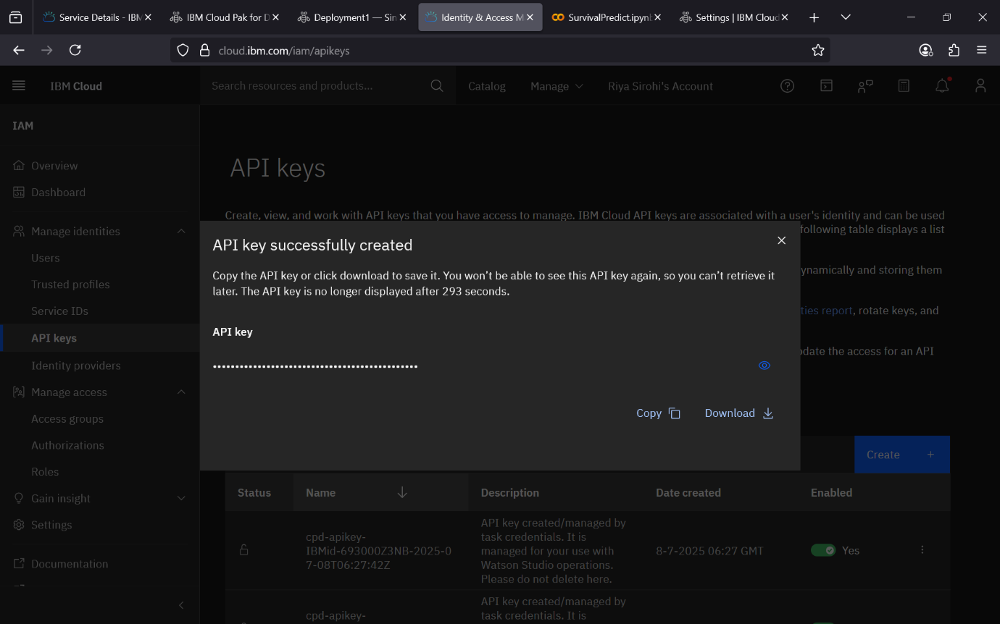 Service Details - IBM
IBM Cloud Pak for D
Deployment1 — Sin
Identity & Access M
SurvivalPredict.ipynb
Settings | IBM Cloud
cloud.ibm.com/iam/apikeys
IBM Cloud
Search resources and products...
Catalog
Manage
Riya Sirohi's Account
IAM
Overview
Dashboard
Manage identities
Users
Trusted profiles
Service IDs
API keys
Identity providers
Manage access
Access groups
Authorizations
Roles
Gain insight
Settings
Documentation
API keys
Create, view, and work with API keys that you have access to manage. IBM Cloud API keys are associated with a user's identity and can be used
following table displays a list
ynamically and storing them
ties report, rotate keys, and
pdate the access for an API
API key successfully created
Copy the API key or click download to save it. You won't be able to see this API key again, so you can't retrieve it
later. The API key is no longer displayed after 293 seconds.
API key
••••••••••••••••••••••••••••••••••••••••••••
Copy
Download
Create +
Status
Name
Description
Date created
Enabled
cpd-apikey-
IBMid-693000Z3NB-2025-0
7-08T06:27:42Z
API key created/managed by
task credentials. It is
managed for your use with
Watson Studio operations.
Please do not delete here.
8-7-2025 06:27 GMT
Yes
cpd-apikey-
API key created/managed by
task credentials. It is